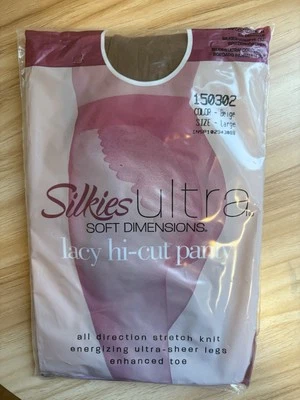 150302
COLOR - Beige
SIZE - Large
Silkies ultra
SOFT DIMENSIONS.
lacy hi-cut panty
all direction stretch knit
energizing ultra-sheer legs
enhanced toe